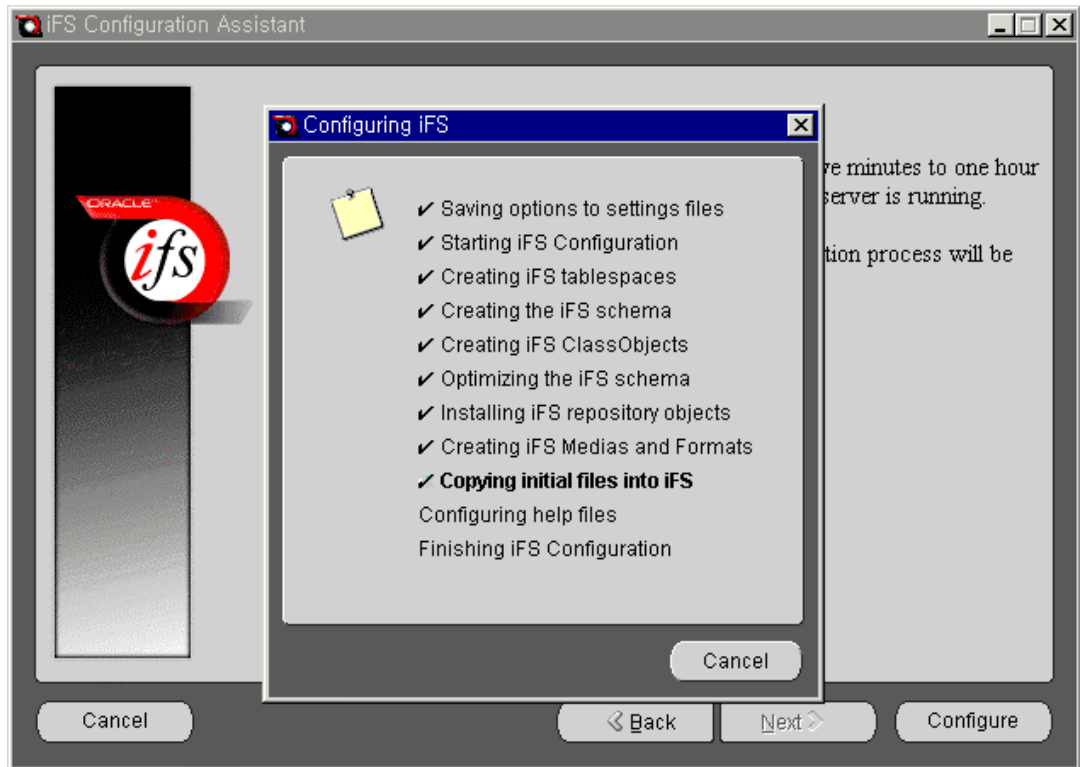 iFS Configuration Assistant
Configuring iFS
ve minutes to one hour
server is running.
tion process will be
ORACLE
ifs
✔ Saving options to settings files
✔ Starting iFS Configuration
✔ Creating iFS tablespaces
✔ Creating the iFS schema
✔ Creating iFS ClassObjects
✔ Optimizing the iFS schema
✔ Installing iFS repository objects
✔ Creating iFS Medias and Formats
✔ Copying initial files into iFS
Configuring help files
Finishing iFS Configuration
Cancel
Cancel
Back
Next
Configure